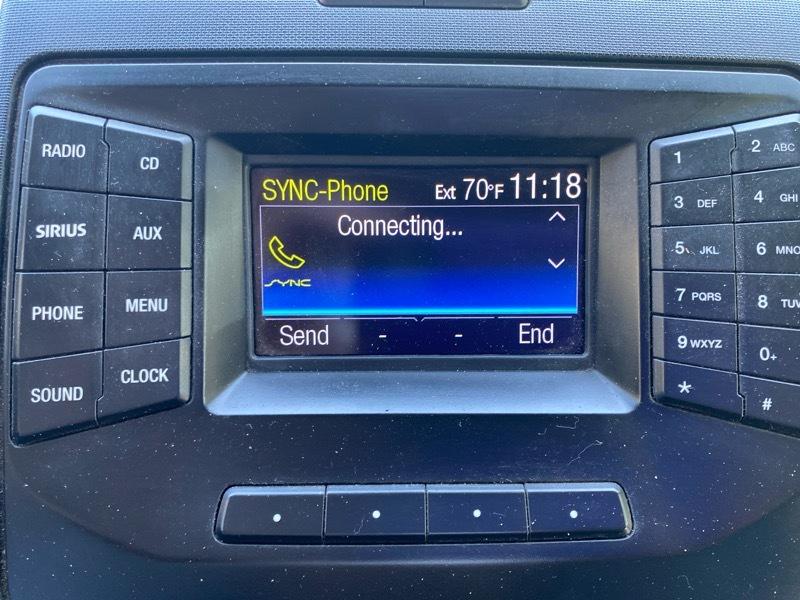 RADIO
CD
SIRIUS
AUX
PHONE
MENU
SOUND
CLOCK
SYNC-Phone Ext 70°F 11:18
Connecting...
SYNC
Send - - End
1
2 ABC
3 DEF
4 GHI
5 JKL
6 MNO
7 PQRS
8 TUV
9 WXYZ
0+
*
#